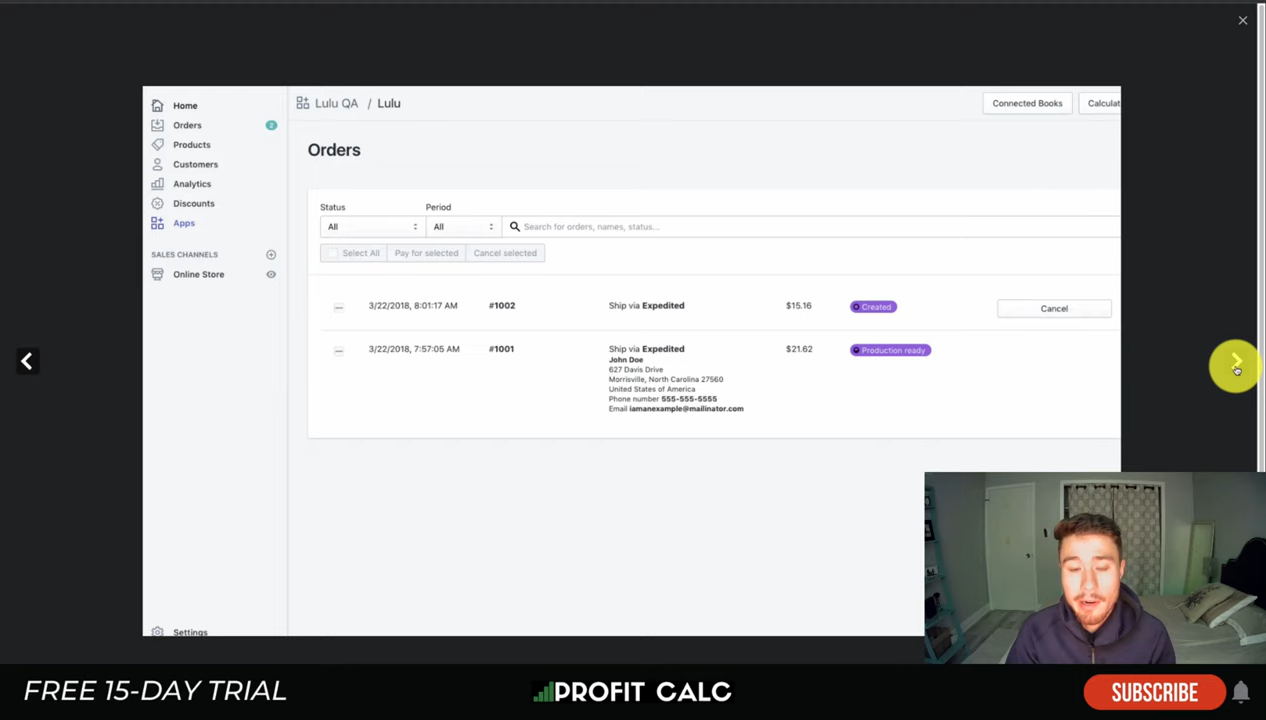 Home
Orders 2
Products
Customers
Analytics
Discounts
Apps
SALES CHANNELS
Online Store
Settings
Lulu QA / Lulu
Connected Books
Calculat
Orders
Status
Period
All
All
Search for orders, names, status...
Select All
Pay for selected
Cancel selected
3/22/2018, 8:01:17 AM #1002 Ship via Expedited $15.16 Created Cancel
3/22/2018, 7:57:05 AM #1001 Ship via Expedited $21.62 Production ready
John Doe
627 Davis Drive
Morrisville, North Carolina 27560
United States of America
Phone number 555-555-5555
Email iamanexample@mailinator.com
FREE 15-DAY TRIAL
PROFIT CALC
SUBSCRIBE